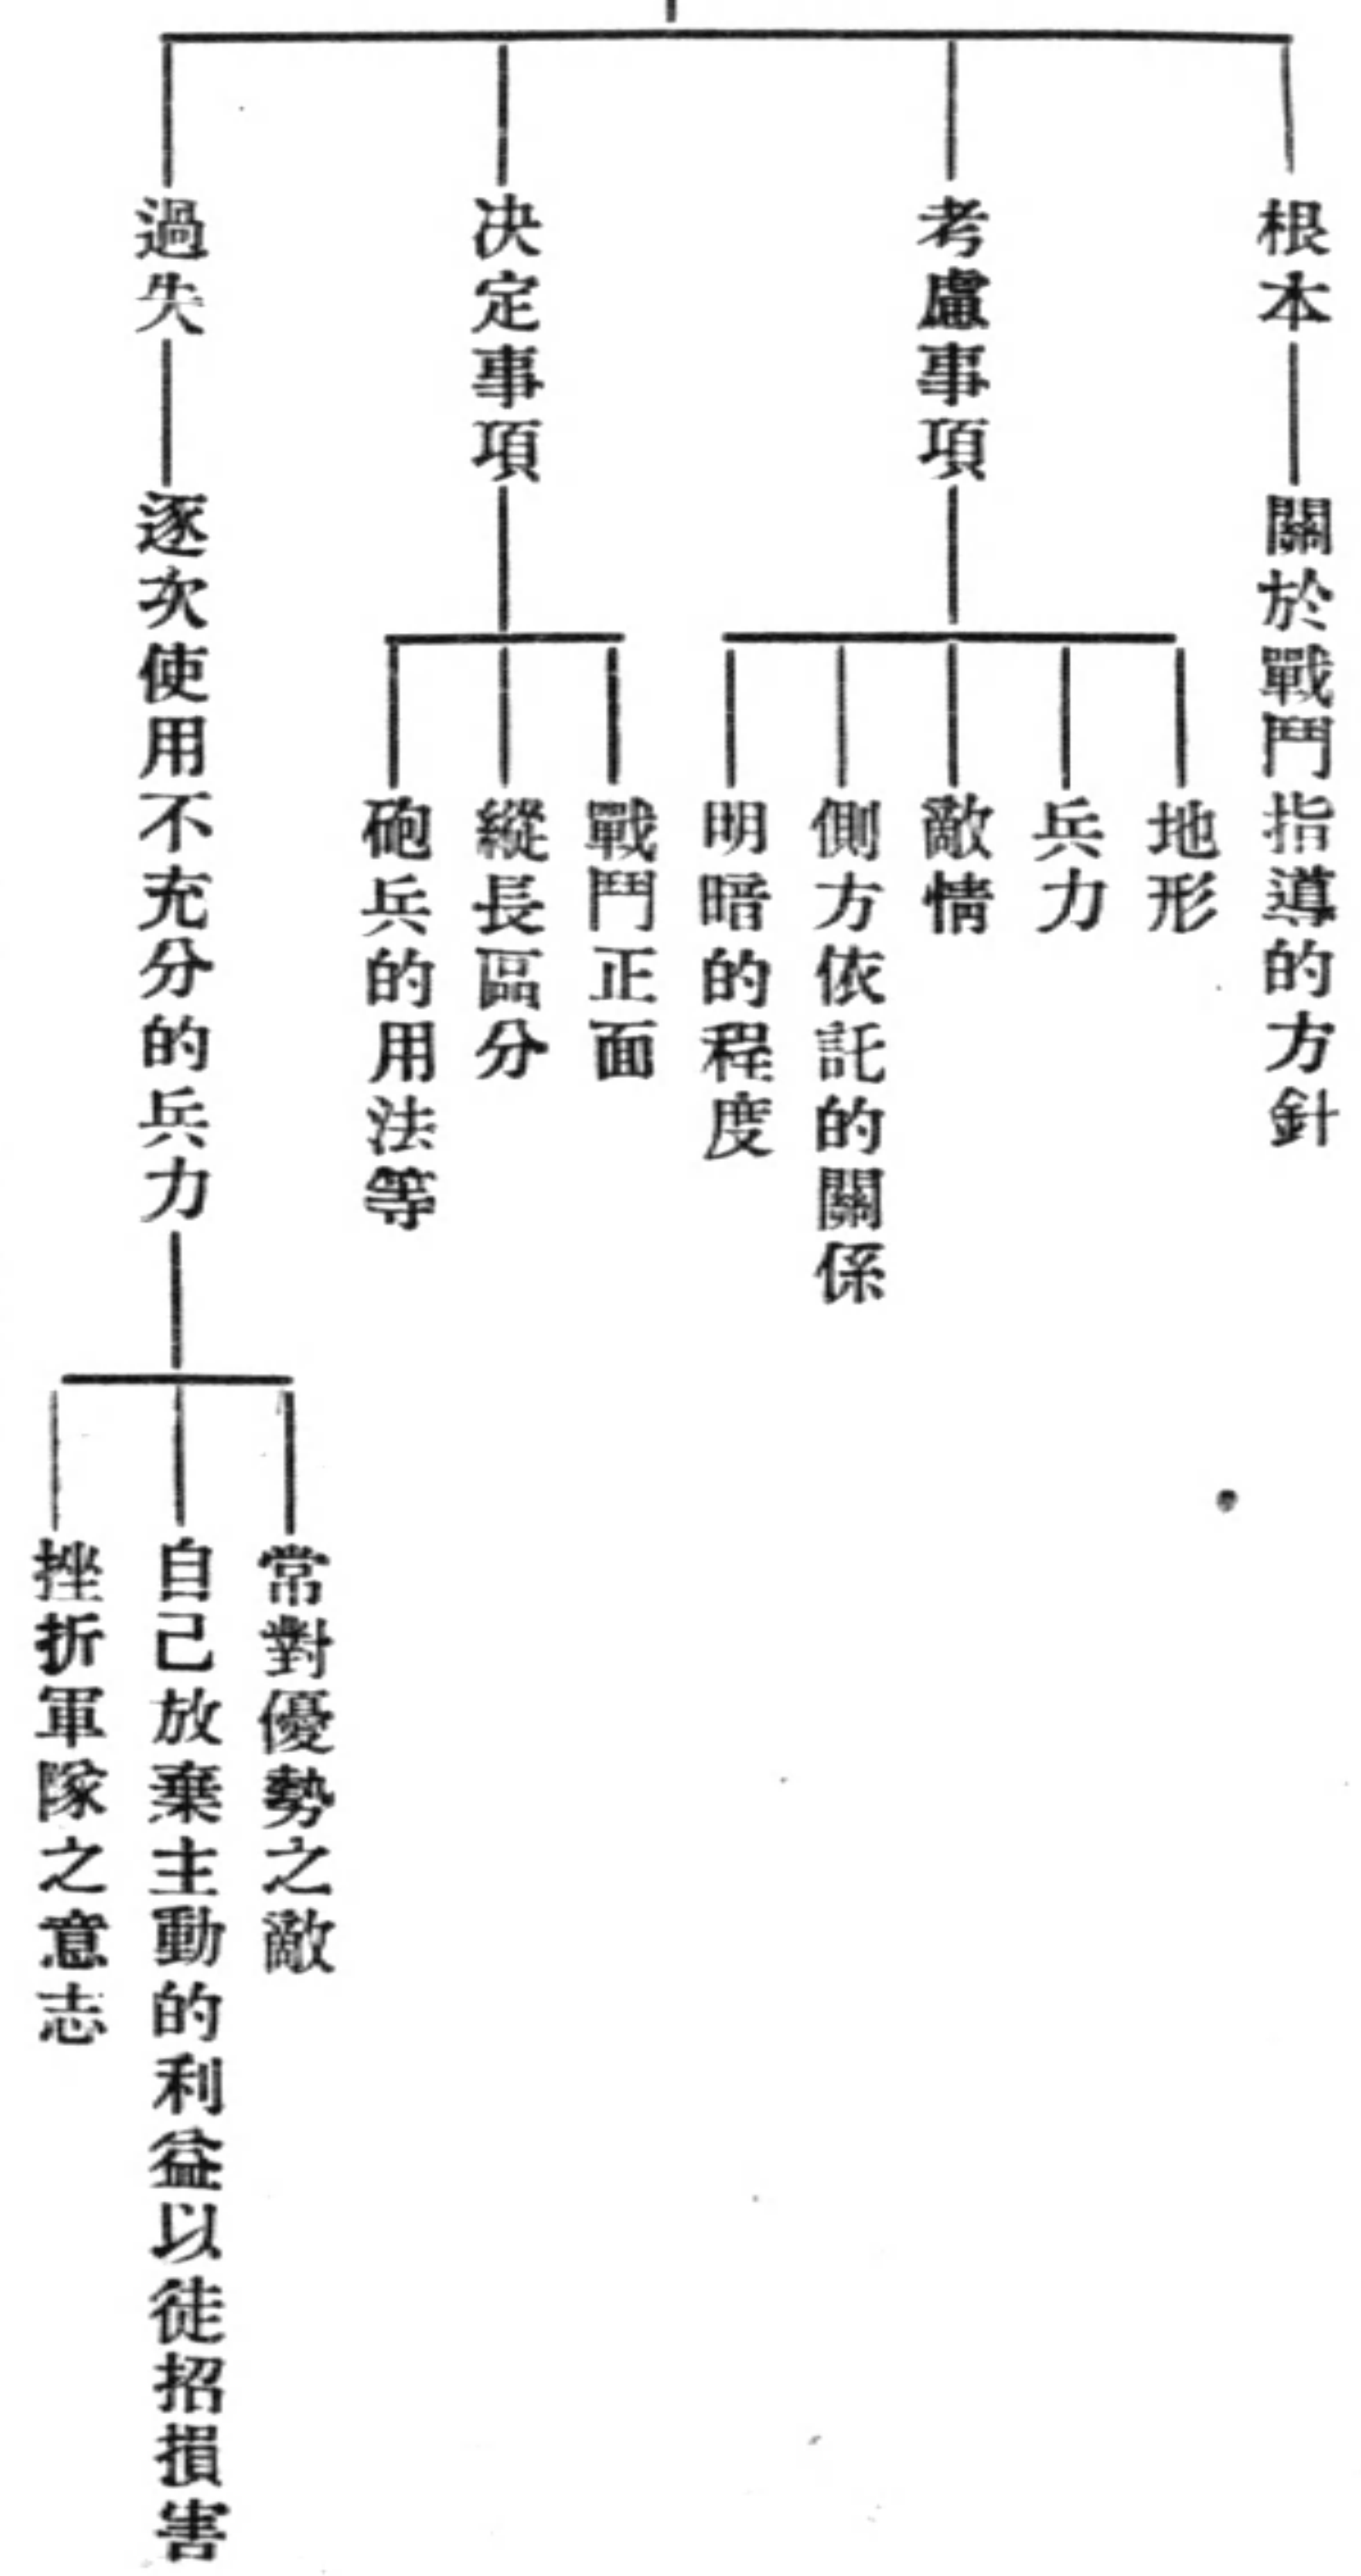 根本
關於戰鬥指導的方針
考慮事項
地形
兵力
敵情
側方依託的關係
明暗的程度
决定事項
戰鬥正面
縱長區分
砲兵的用法等
過失
逐次使用不充分的兵力
常對優勢之敵
自己放棄主動的利益以徒招損害
挫折軍隊之意志